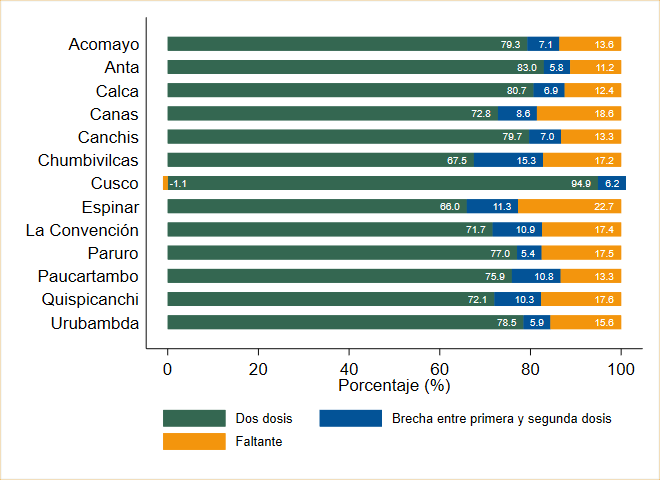 Acomayo 79.3 7.1 13.6
Anta 83.0 5.8 11.2
Calca 80.7 6.9 12.4
Canas 72.8 8.6 18.6
Canchis 79.7 7.0 13.3
Chumbivilcas 67.5 15.3 17.2
Cusco -1.1 94.9 6.2
Espinar 66.0 11.3 22.7
La Convención 71.7 10.9 17.4
Paruro 77.0 5.4 17.5
Paucartambo 75.9 10.8 13.3
Quispicanchi 72.1 10.3 17.6
Urubambda 78.5 5.9 15.6
0 20 40 60 80 100
Porcentaje (%)
Dos dosis Brecha entre primera y segunda dosis
Faltante